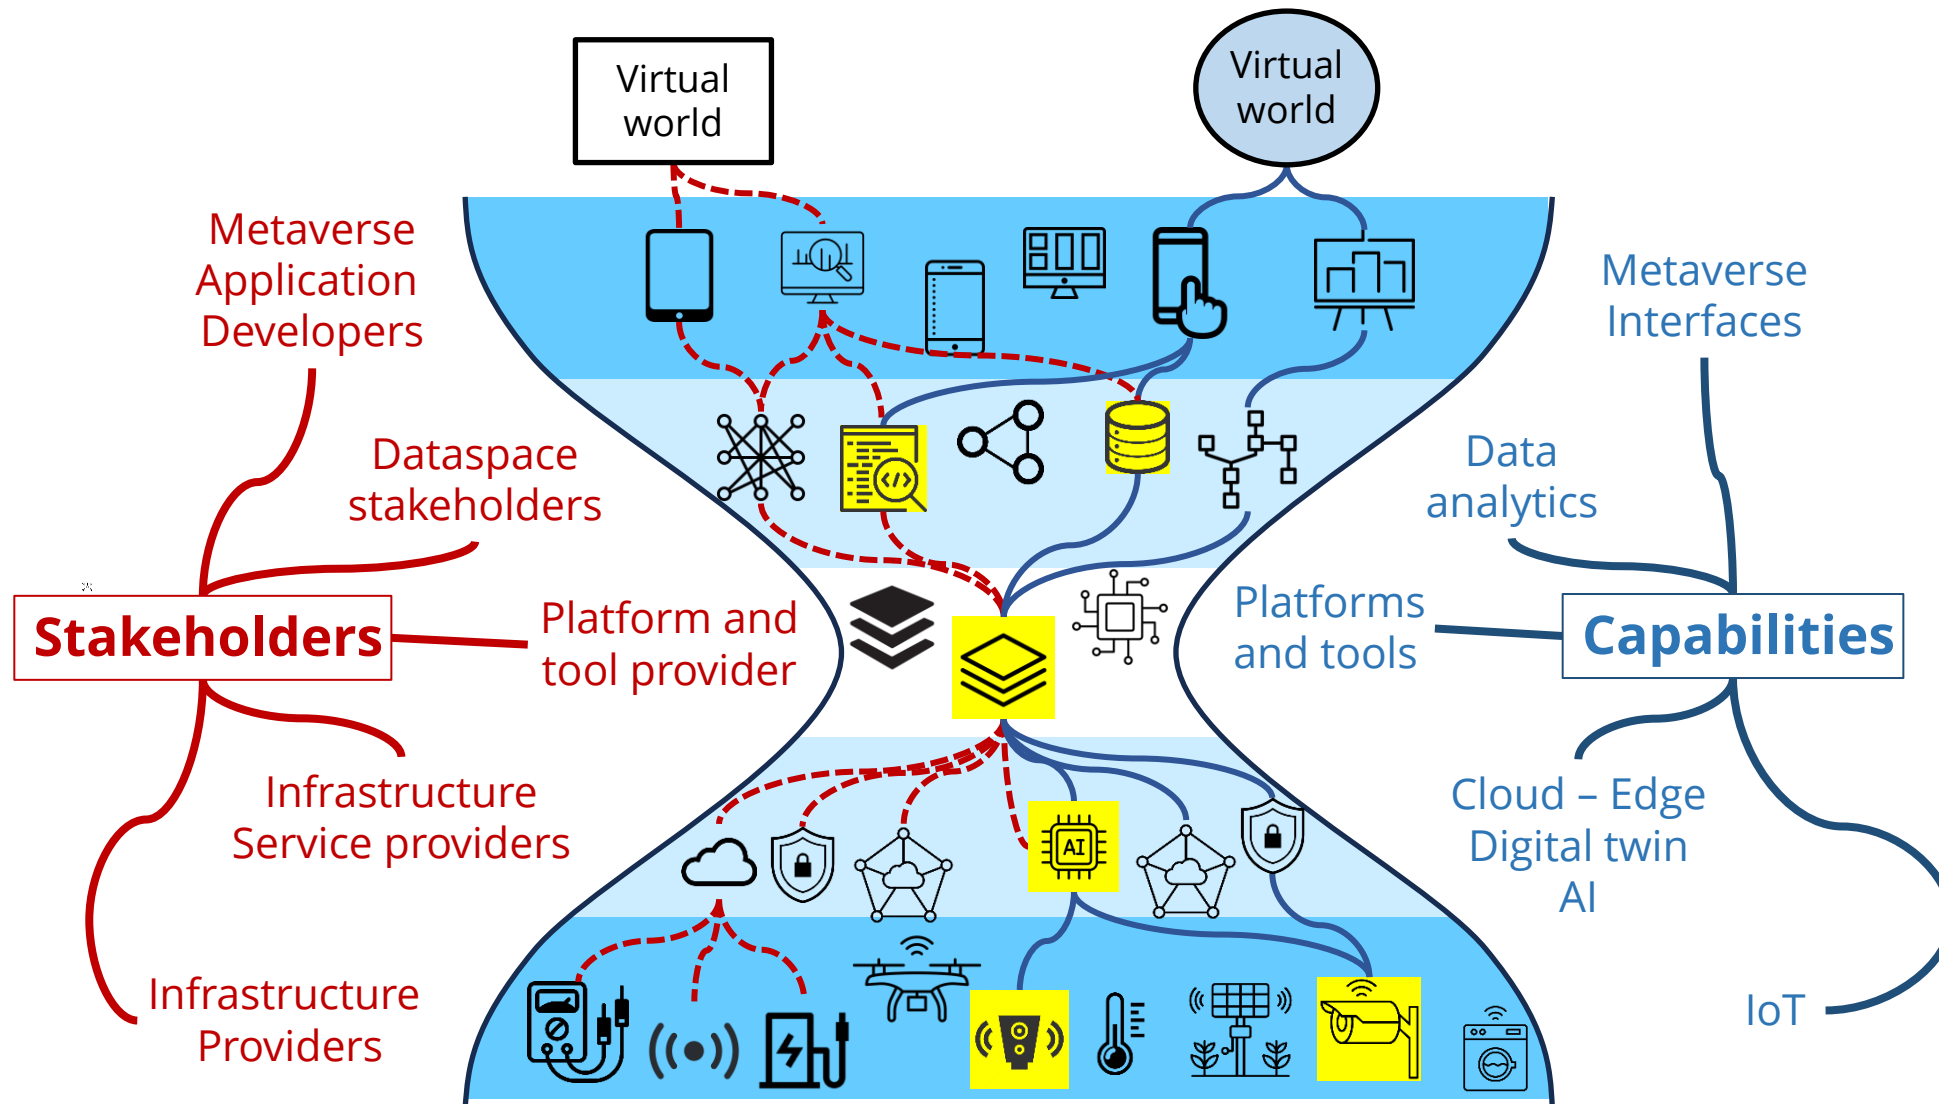 Virtual
world
Virtual
world
Metaverse
Application
Developers
Metaverse
Interfaces
Dataspace
stakeholders
Data
analytics
</>
Stakeholders
Platform and
tool provider
Platforms
and tools
Capabilities
Infrastructure
Service providers
AI
Cloud – Edge
Digital twin
AI
Infrastructure
Providers
IoT